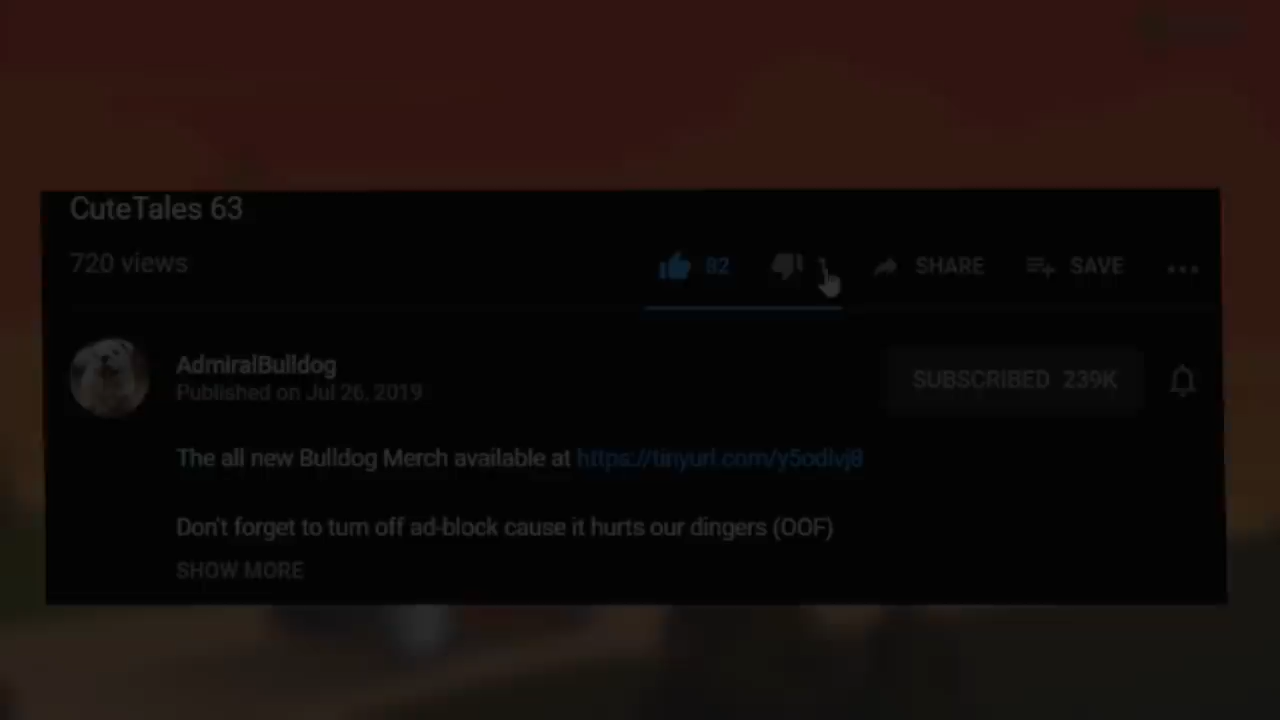 CuteTales 63
720 views
82
1
SHARE
SAVE
AdmiralBulldog
Published on Jul 26, 2019
SUBSCRIBED 239K
The all new Bulldog Merch available at https://tinyurl.com/y5odlvj8
Don't forget to turn off ad-block cause it hurts our dingers (OOF)
SHOW MORE